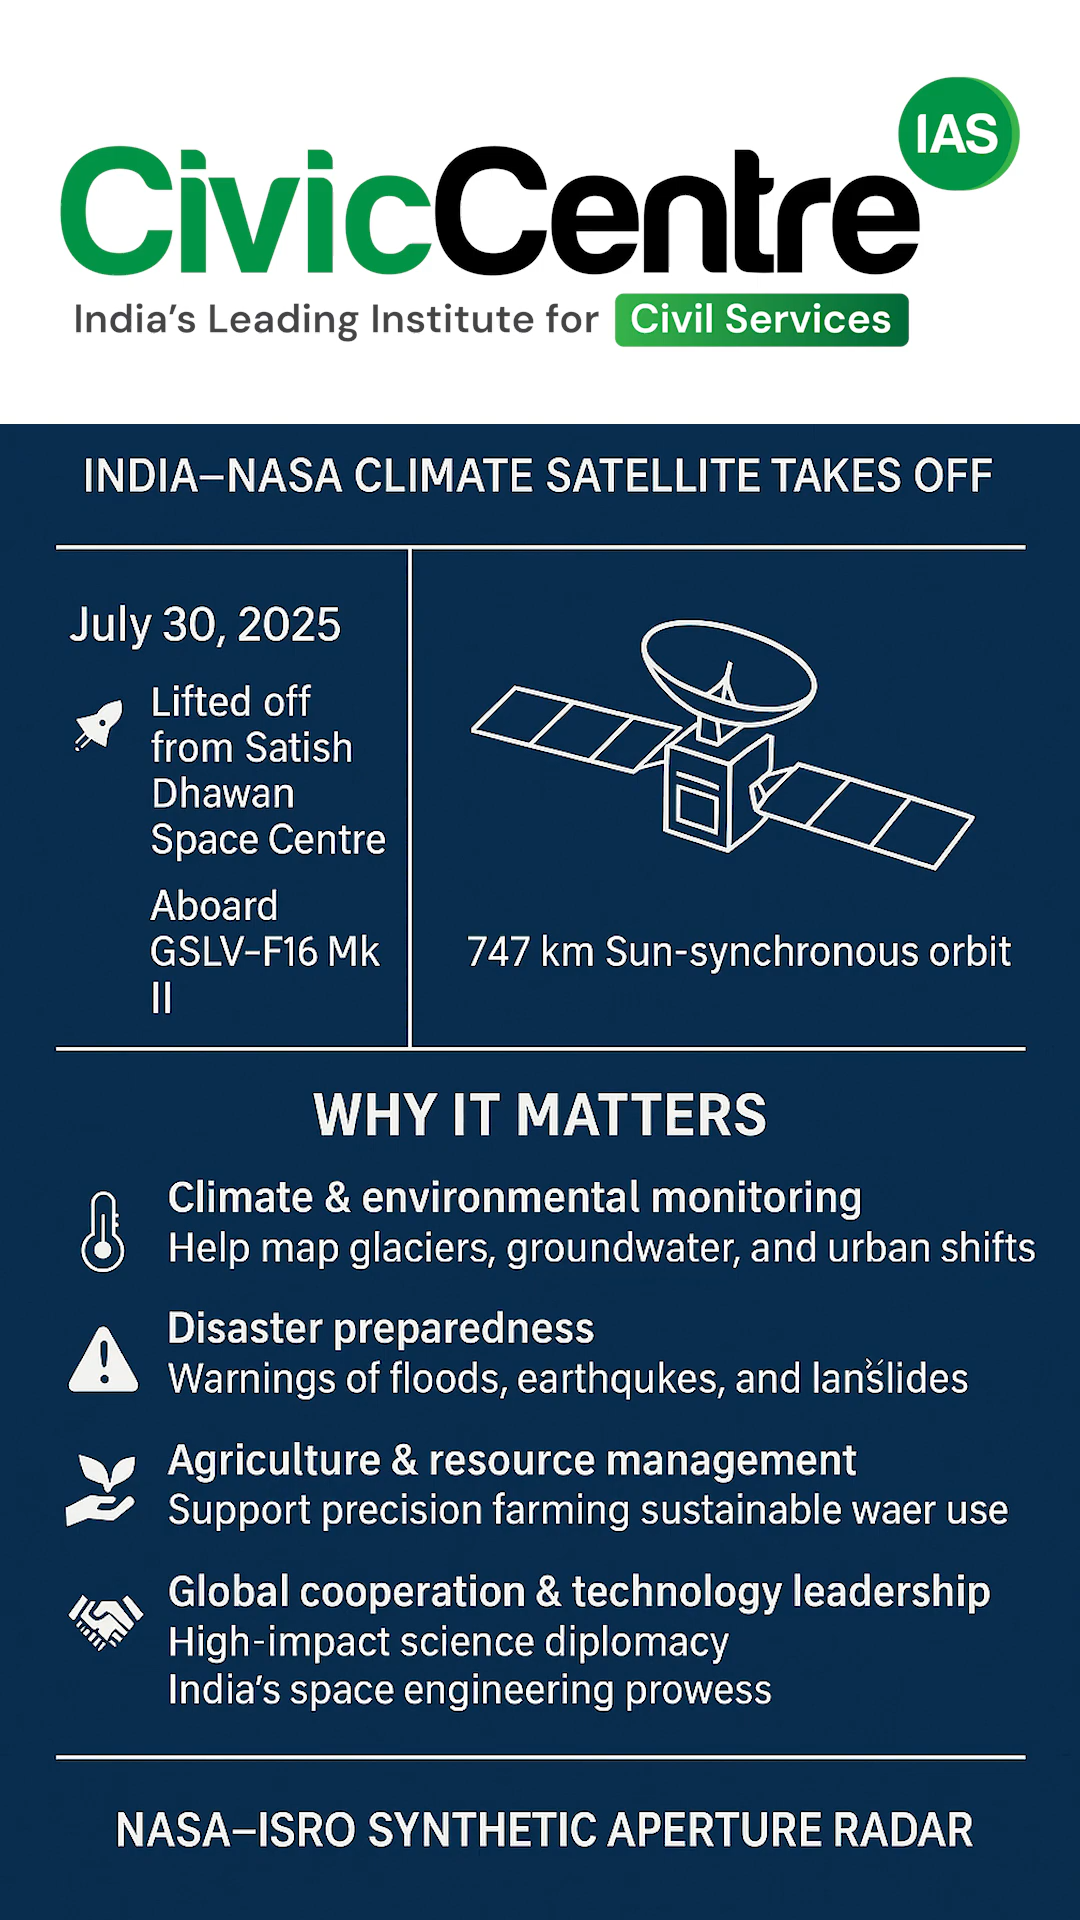 IAS
CivicCentre
India's Leading Institute for Civil Services
INDIA–NASA CLIMATE SATELLITE TAKES OFF
July 30, 2025
Lifted off
from Satish
Dhawan
Space Centre
Aboard
GSLV–F16 Mk
II
747 km Sun-synchronous orbit
WHY IT MATTERS
Climate & environmental monitoring
Help map glaciers, groundwater, and urban shifts
Disaster preparedness
Warnings of floods, earthqukes, and lanslides
Agriculture & resource management
Support precision farming sustainable waer use
Global cooperation & technology leadership
High-impact science diplomacy
India's space engineering prowess
NASA–ISRO SYNTHETIC APERTURE RADAR